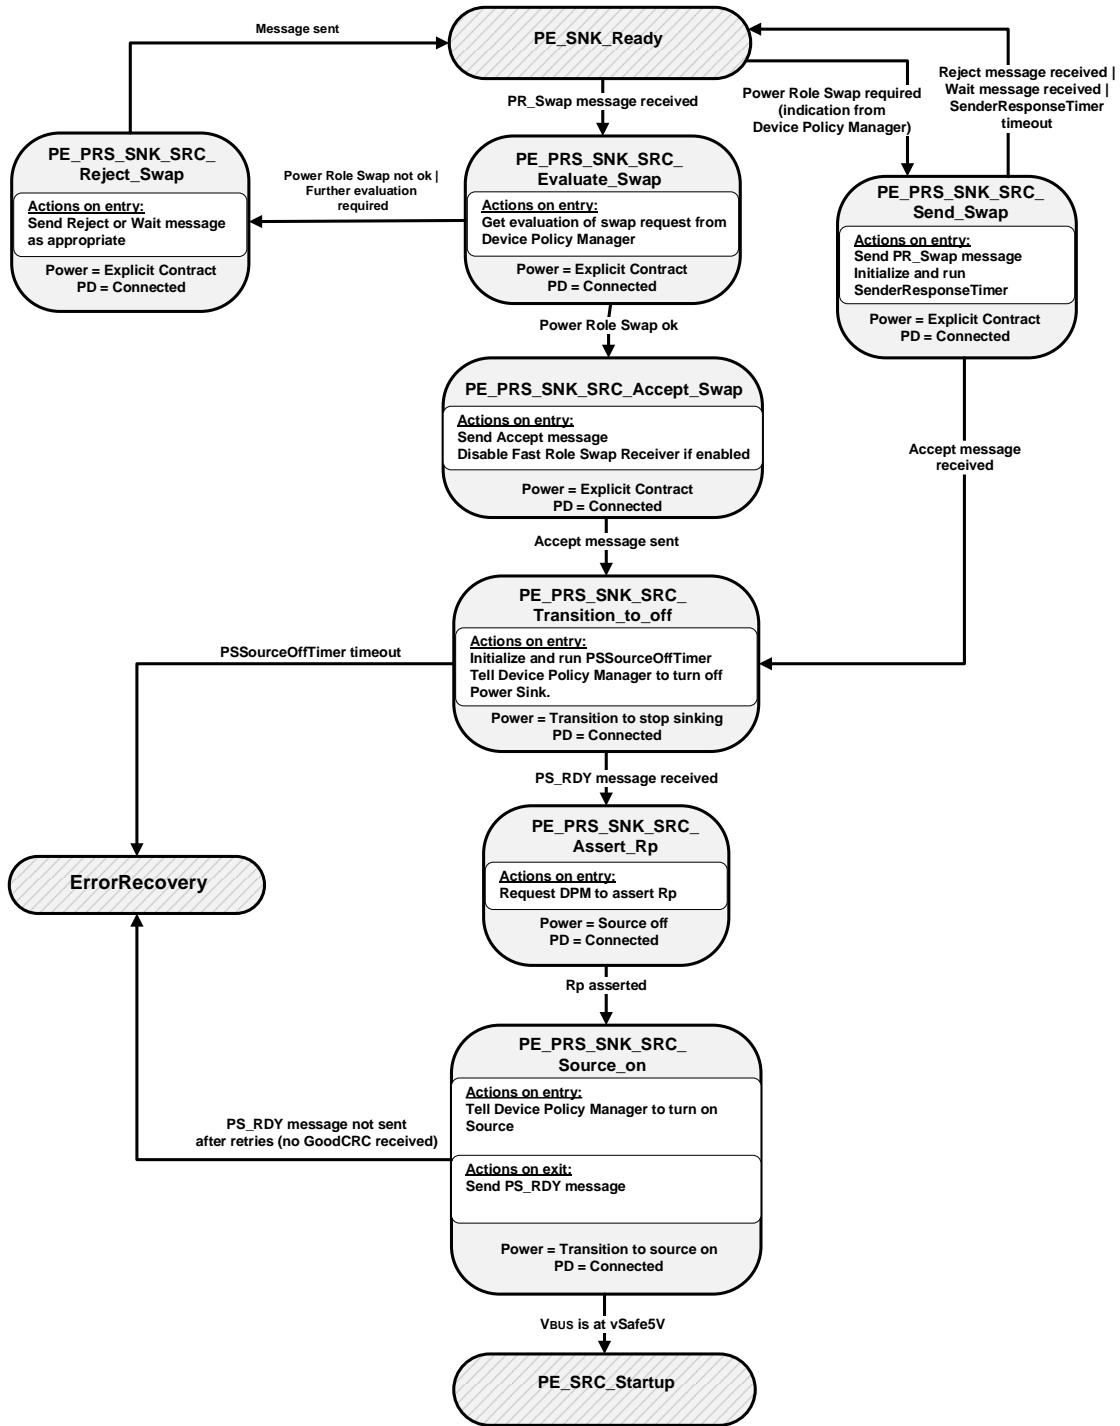 Message sent
PE_SNK_Ready
PR_Swap message received
Power Role Swap required
(indication from
Device Policy Manager)
Reject message received |
Wait message received |
SenderResponseTimer
timeout
PE_PRS_SNK_SRC_
Reject_Swap
Actions on entry:
Send Reject or Wait message
as appropriate
Power = Explicit Contract
PD = Connected
Power Role Swap not ok |
Further evaluation
required
PE_PRS_SNK_SRC_
Evaluate_Swap
Actions on entry:
Get evaluation of swap request from
Device Policy Manager
Power = Explicit Contract
PD = Connected
PE_PRS_SNK_SRC_
Send_Swap
Actions on entry:
Send PR_Swap message
Initialize and run
SenderResponseTimer
Power = Explicit Contract
PD = Connected
Power Role Swap ok
PE_PRS_SNK_SRC_Accept_Swap
Actions on entry:
Send Accept message
Disable Fast Role Swap Receiver if enabled
Power = Explicit Contract
PD = Connected
Accept message
received
Accept message sent
PE_PRS_SNK_SRC_
Transition_to_off
Actions on entry:
Initialize and run PSSourceOffTimer
Tell Device Policy Manager to turn off
Power Sink.
Power = Transition to stop sinking
PD = Connected
PSSourceOffTimer timeout
PS_RDY message received
PE_PRS_SNK_SRC_
Assert_Rp
Actions on entry:
Request DPM to assert Rp
Power = Source off
PD = Connected
ErrorRecovery
Rp asserted
PE_PRS_SNK_SRC_
Source_on
Actions on entry:
Tell Device Policy Manager to turn on
Source
Actions on exit:
Send PS_RDY message
Power = Transition to source on
PD = Connected
PS_RDY message not sent
after retries (no GoodCRC received)
VBUS is at vSafe5V
PE_SRC_Startup